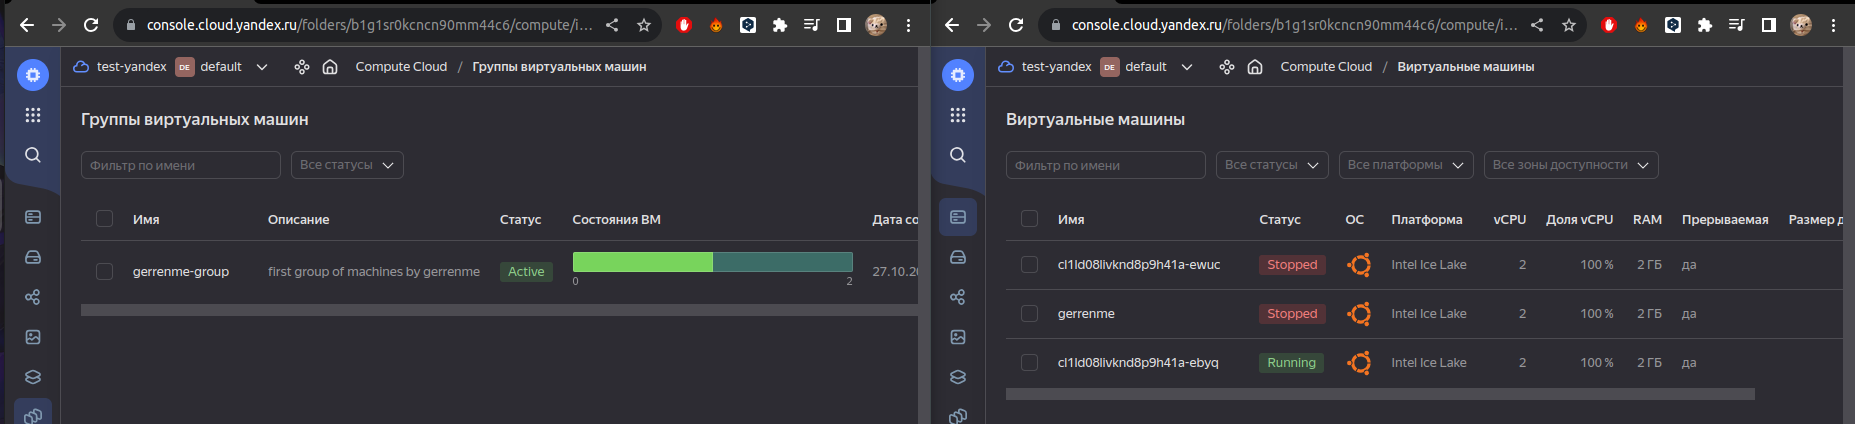 console.cloud.yandex.ru/folders/b1g1sr0kcncn90mm44c6/compute/i...
test-yandex DE default Compute Cloud / Группы виртуальных машин
Группы виртуальных машин
Фильтр по имени Все статусы
Имя Описание Статус Состояния ВМ Дата со
gerrenme-group first group of machines by gerrenme Active 27.10.20
0 2
console.cloud.yandex.ru/folders/b1g1sr0kcncn90mm44c6/compute/i...
test-yandex DE default Compute Cloud / Виртуальные машины
Виртуальные машины
Фильтр по имени Все статусы Все платформы Все зоны доступности
Имя Статус ОС Платформа vCPU Доля vCPU RAM Прерываемая Размер д
cl1ld08livknd8p9h41a-ewuc Stopped Intel Ice Lake 2 100 % 2 ГБ да
gerrenme Stopped Intel Ice Lake 2 100 % 2 ГБ да
cl1ld08livknd8p9h41a-ebyq Running Intel Ice Lake 2 100 % 2 ГБ да